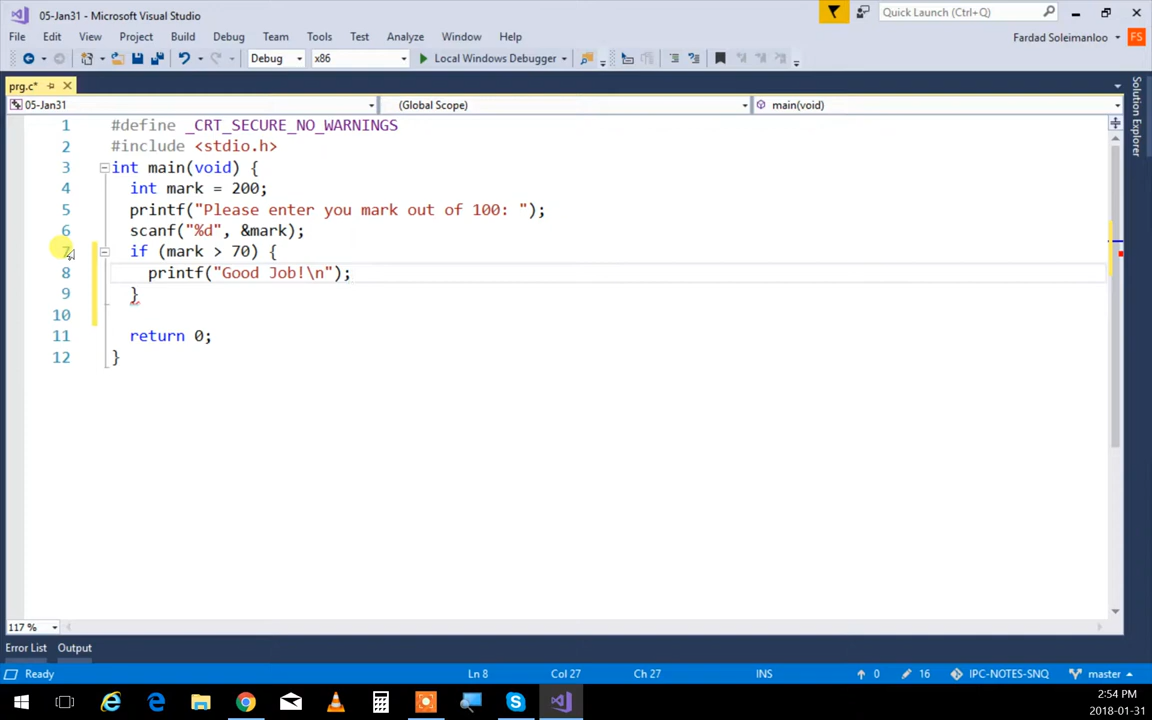 05-Jan31 - Microsoft Visual Studio
Quick Launch (Ctrl+Q)
File Edit View Project Build Debug Team Tools Test Analyze Window Help
Fardad Soleimanloo FS
Debug x86 Local Windows Debugger
prg.c*
05-Jan31 (Global Scope) main(void)
Solution Explorer
1 #define _CRT_SECURE_NO_WARNINGS
2 #include <stdio.h>
3 int main(void) {
4 int mark = 200;
5 printf("Please enter you mark out of 100: ");
6 scanf("%d", &mark);
7 if (mark > 70) {
8 printf("Good Job!\n");
9 }
10
11 return 0;
12 }
117 %
Error List Output
Ready Ln 8 Col 27 Ch 27 INS 0 16 IPC-NOTES-SNQ master
2:54 PM
2018-01-31